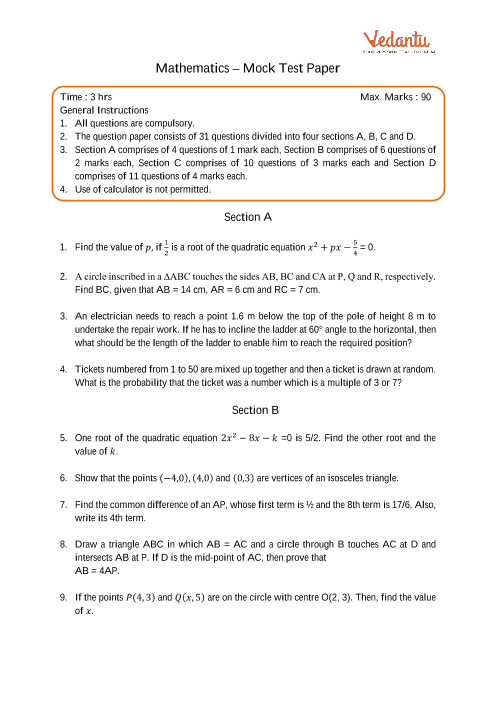 Vedantu
YOUR PERSONAL TEACHER ONLINE
Mathematics – Mock Test Paper
Time : 3 hrs Max. Marks : 90
General Instructions
1. All questions are compulsory.
2. The question paper consists of 31 questions divided into four sections A, B, C and D.
3. Section A comprises of 4 questions of 1 mark each, Section B comprises of 6 questions of
2 marks each, Section C comprises of 10 questions of 3 marks each and Section D
comprises of 11 questions of 4 marks each.
4. Use of calculator is not permitted.
Section A
1. Find the value of p, if 1/2 is a root of the quadratic equation x² + px − 5/4 = 0.
2. A circle inscribed in a ΔABC touches the sides AB, BC and CA at P, Q and R, respectively.
Find BC, given that AB = 14 cm, AR = 6 cm and RC = 7 cm.
3. An electrician needs to reach a point 1.6 m below the top of the pole of height 8 m to
undertake the repair work. If he has to incline the ladder at 60° angle to the horizontal, then
what should be the length of the ladder to enable him to reach the required position?
4. Tickets numbered from 1 to 50 are mixed up together and then a ticket is drawn at random.
What is the probability that the ticket was a number which is a multiple of 3 or 7?
Section B
5. One root of the quadratic equation 2x² − 8x − k =0 is 5/2. Find the other root and the
value of k.
6. Show that the points (−4,0), (4,0) and (0,3) are vertices of an isosceles triangle.
7. Find the common difference of an AP, whose first term is ½ and the 8th term is 17/6. Also,
write its 4th term.
8. Draw a triangle ABC in which AB = AC and a circle through B touches AC at D and
intersects AB at P. If D is the mid-point of AC, then prove that
AB = 4AP.
9. If the points P(4, 3) and Q(x, 5) are on the circle with centre O(2, 3). Then, find the value
of x.